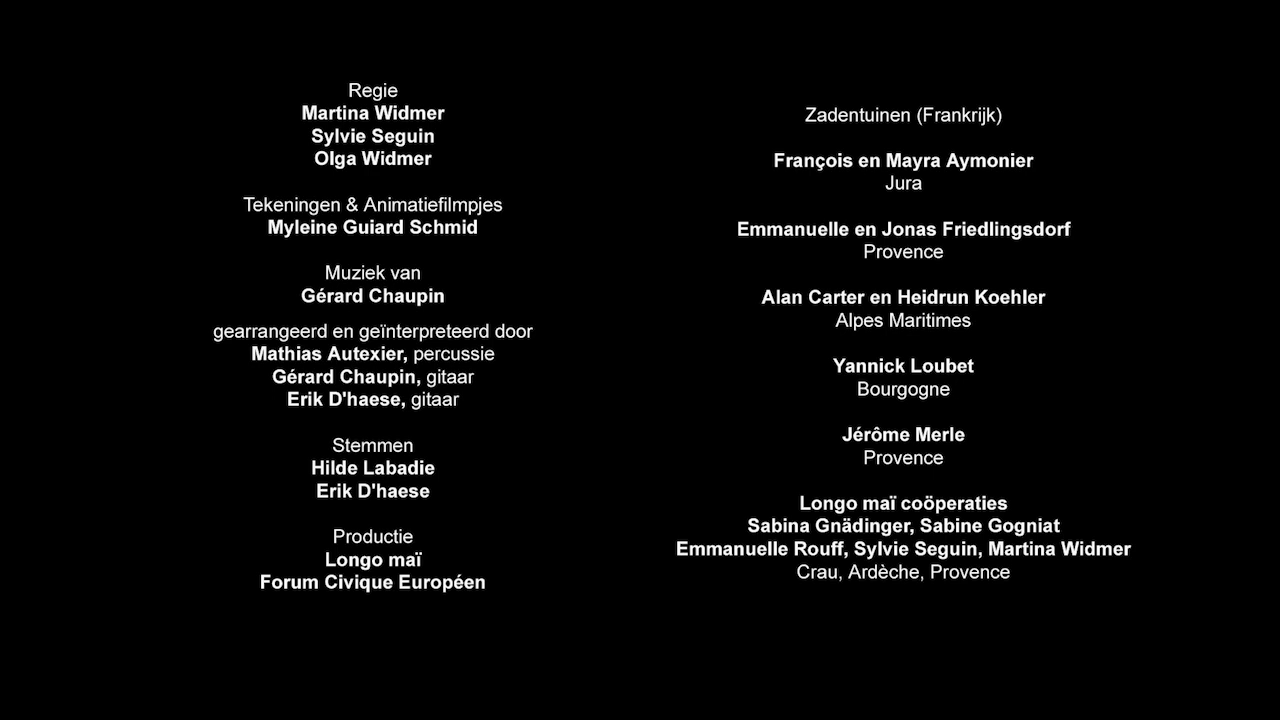 Regie
Martina Widmer
Sylvie Seguin
Olga Widmer
Tekeningen & Animatiefilmpjes
Myleine Guiard Schmid
Muziek van
Gérard Chaupin
gearrangeerd en geïnterpreteerd door
Mathias Autexier, percussie
Gérard Chaupin, gitaar
Erik D'haese, gitaar
Stemmen
Hilde Labadie
Erik D'haese
Productie
Longo maï
Forum Civique Européen
Zadentuinen (Frankrijk)
François en Mayra Aymonier
Jura
Emmanuelle en Jonas Friedlingsdorf
Provence
Alan Carter en Heidrun Koehler
Alpes Maritimes
Yannick Loubet
Bourgogne
Jérôme Merle
Provence
Longo maï coöperaties
Sabina Gnädinger, Sabine Gogniat
Emmanuelle Rouff, Sylvie Seguin, Martina Widmer
Crau, Ardèche, Provence